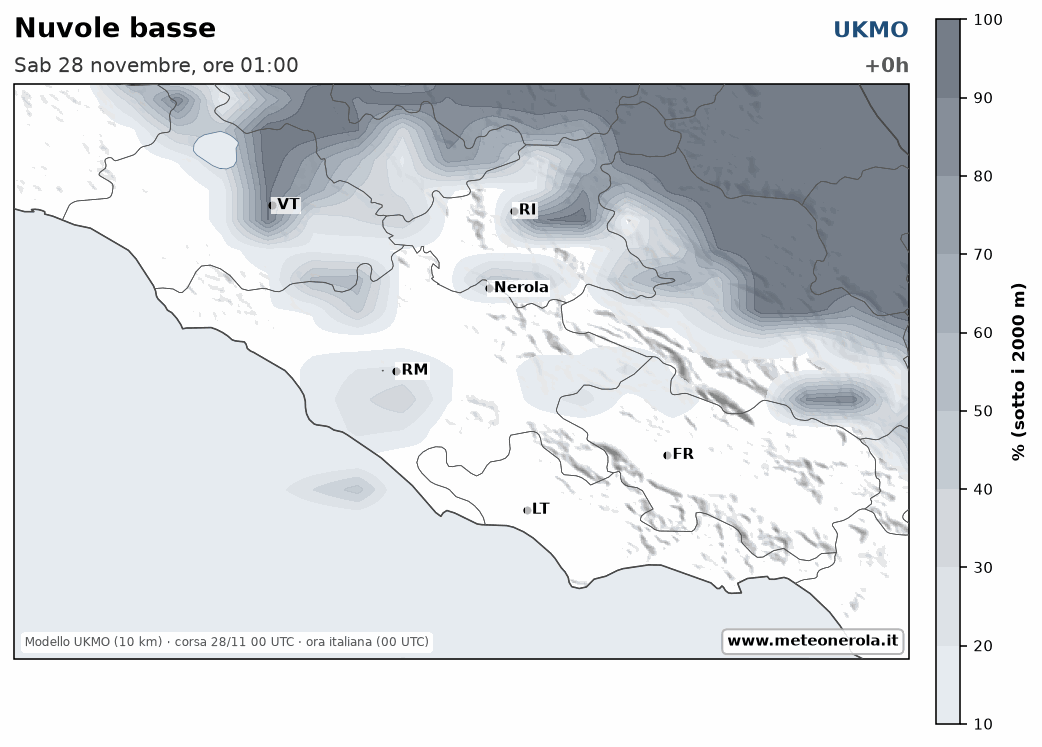 Nuvole basse
UKMO
Sab 28 novembre, ore 01:00
+0h
VT
RI
Nerola
RM
FR
LT
Modello UKMO (10 km) · corsa 28/11 00 UTC · ora italiana (00 UTC)
www.meteonerola.it
100
90
80
70
60
50
40
30
20
10
% (sotto i 2000 m)